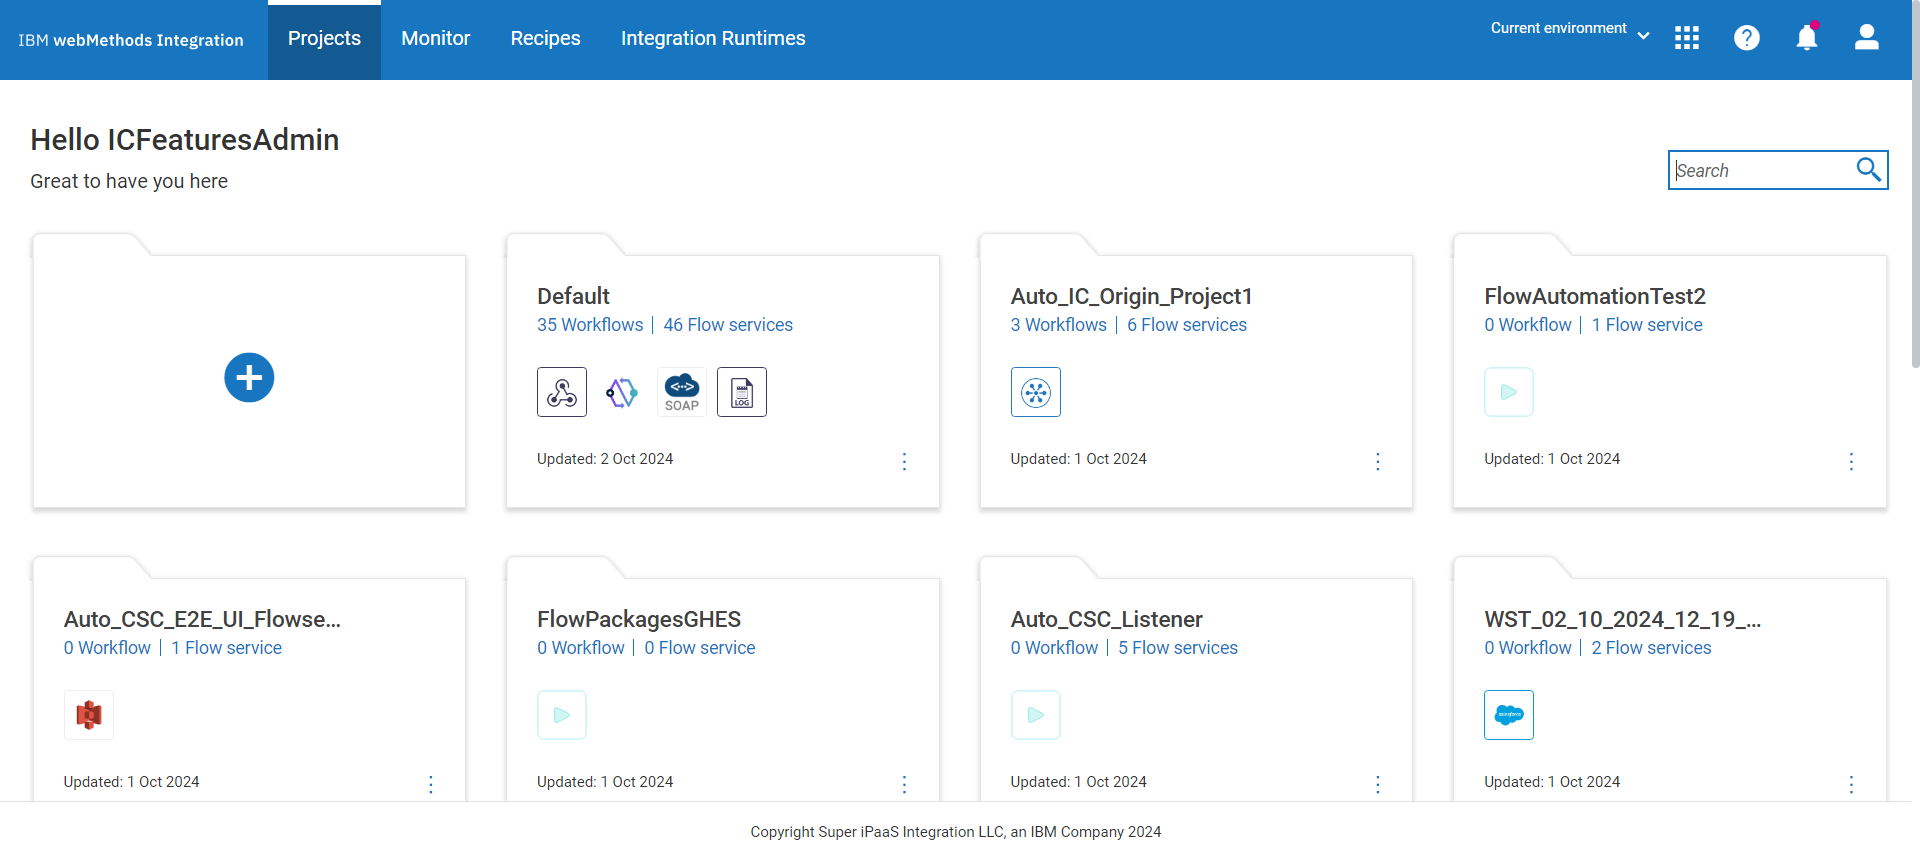 IBM webMethods Integration
Projects
Monitor
Recipes
Integration Runtimes
Current environment
Hello ICFeaturesAdmin
Great to have you here
Search
Default
35 Workflows | 46 Flow services
SOAP
LOG
Updated: 2 Oct 2024
Auto_IC_Origin_Project1
3 Workflows | 6 Flow services
Updated: 1 Oct 2024
FlowAutomationTest2
0 Workflow | 1 Flow service
Updated: 1 Oct 2024
Auto_CSC_E2E_UI_Flowse...
0 Workflow | 1 Flow service
Updated: 1 Oct 2024
FlowPackagesGHES
0 Workflow | 0 Flow service
Updated: 1 Oct 2024
Auto_CSC_Listener
0 Workflow | 5 Flow services
Updated: 1 Oct 2024
WST_02_10_2024_12_19_...
0 Workflow | 2 Flow services
salesforce
Updated: 1 Oct 2024
Copyright Super iPaaS Integration LLC, an IBM Company 2024